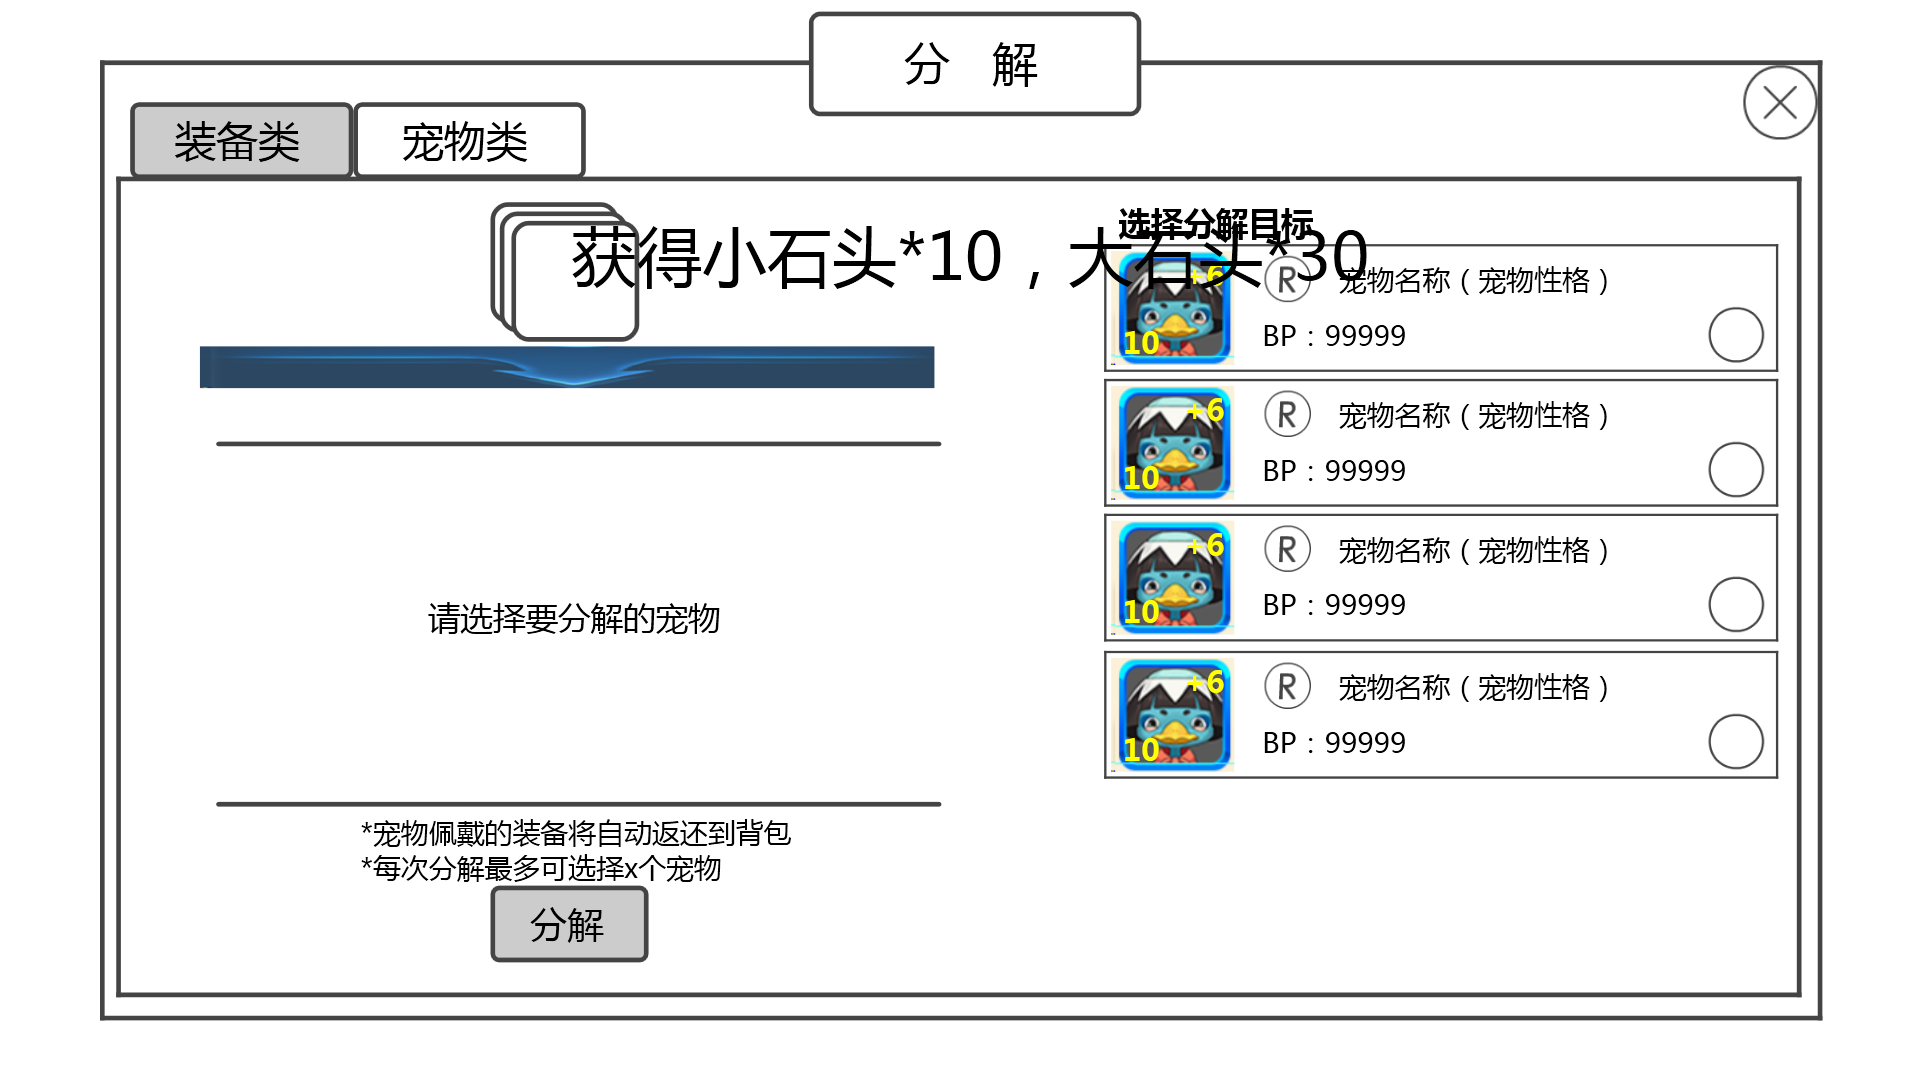 分 解
装备类
宠物类
获得小石头*10，大石头*30
选择分解目标
+6
10
R
宠物名称（宠物性格）
BP：99999
+6
10
R
宠物名称（宠物性格）
BP：99999
+6
10
R
宠物名称（宠物性格）
BP：99999
+6
10
R
宠物名称（宠物性格）
BP：99999
请选择要分解的宠物
*宠物佩戴的装备将自动返还到背包
*每次分解最多可选择x个宠物
分解